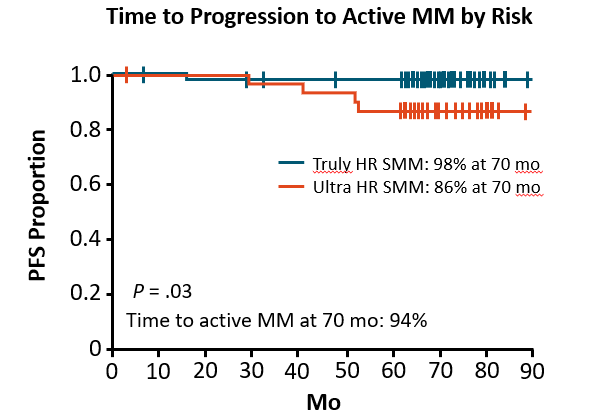 Time to Progression to Active MM by Risk
PFS Proportion
1.0
0.8
0.6
0.4
0.2
0
Truly HR SMM: 98% at 70 mo
Ultra HR SMM: 86% at 70 mo
P = .03
Time to active MM at 70 mo: 94%
0 10 20 30 40 50 60 70 80 90
Mo